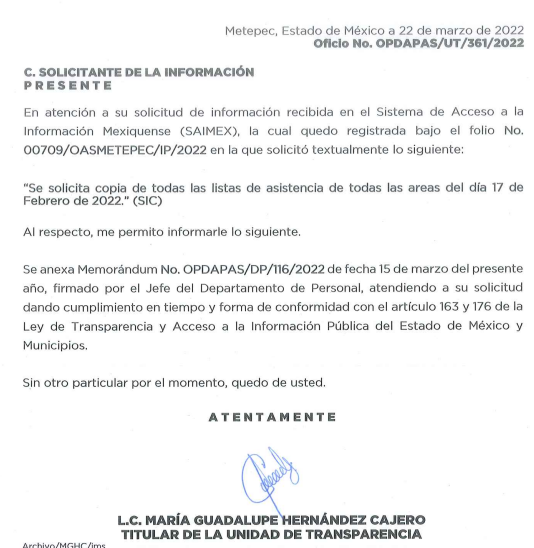 Metepec, Estado de México a 22 de marzo de 2022
Oficio No. OPDAPAS/UT/361/2022
C. SOLICITANTE DE LA INFORMACIÓN
PRESENTE
En atención a su solicitud de información recibida en el Sistema de Acceso a la
Información Mexiquense (SAIMEX), la cual quedo registrada bajo el folio No.
00709/OASMETEPEC/IP/2022 en la que solicitó textualmente lo siguiente:
"Se solicita copia de todas las listas de asistencia de todas las areas del día 17 de
Febrero de 2022." (SIC)
Al respecto, me permito informarle lo siguiente.
Se anexa Memorándum No. OPDAPAS/DP/116/2022 de fecha 15 de marzo del presente
año, firmado por el Jefe del Departamento de Personal, atendiendo a su solicitud
dando cumplimiento en tiempo y forma de conformidad con el artículo 163 y 176 de la
Ley de Transparencia y Acceso a la Información Pública del Estado de México y
Municipios.
Sin otro particular por el momento, quedo de usted.
ATENTAMENTE
L.C. MARÍA GUADALUPE HERNÁNDEZ CAJERO
TITULAR DE LA UNIDAD DE TRANSPARENCIA
Archivo/MGHC/jms